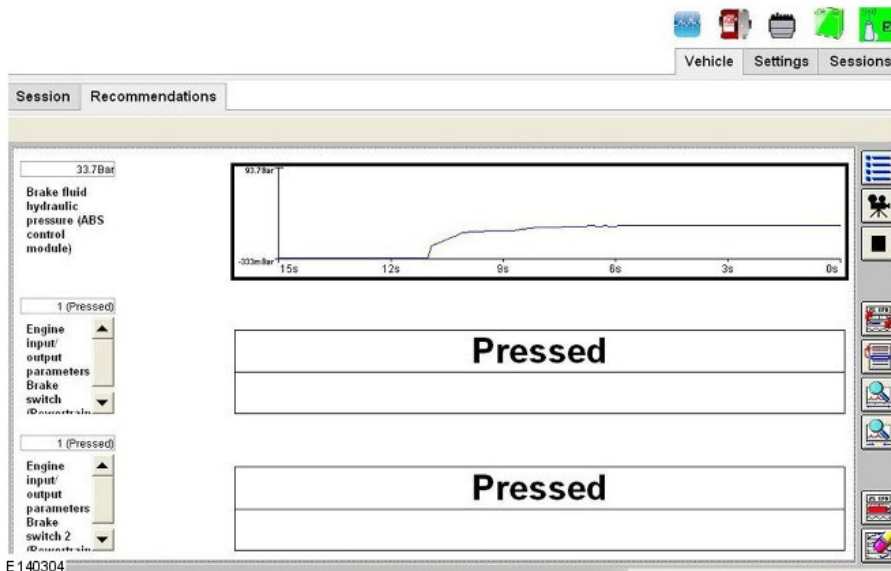 E
Vehicle Settings Sessions
Session Recommendations
33.7Bar
Brake fluid
hydraulic
pressure (ABS
control
module)
93.7Bar
-333mBar
15s 12s 9s 6s 3s 0s
1 (Pressed)
Engine
input/
output
parameters
Brake
switch
Pressed
1 (Pressed)
Engine
input/
output
parameters
Brake
switch 2
Pressed
E140304